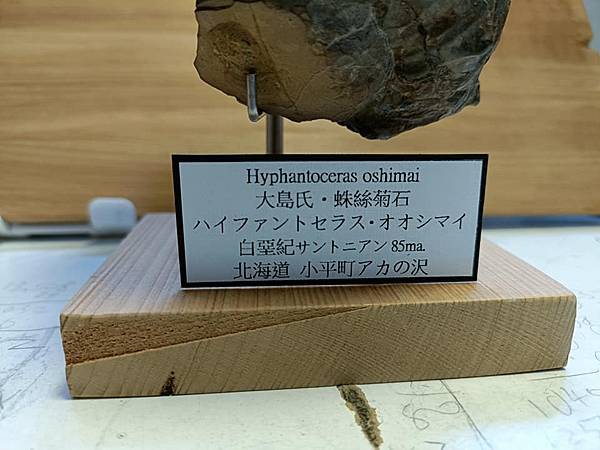 Hyphantoceras oshimai
大島氏・蛛絲菊石
ハイファントセラス・オオシマイ
白堊紀サントニアン 85ma.
北海道 小平町アカの沢